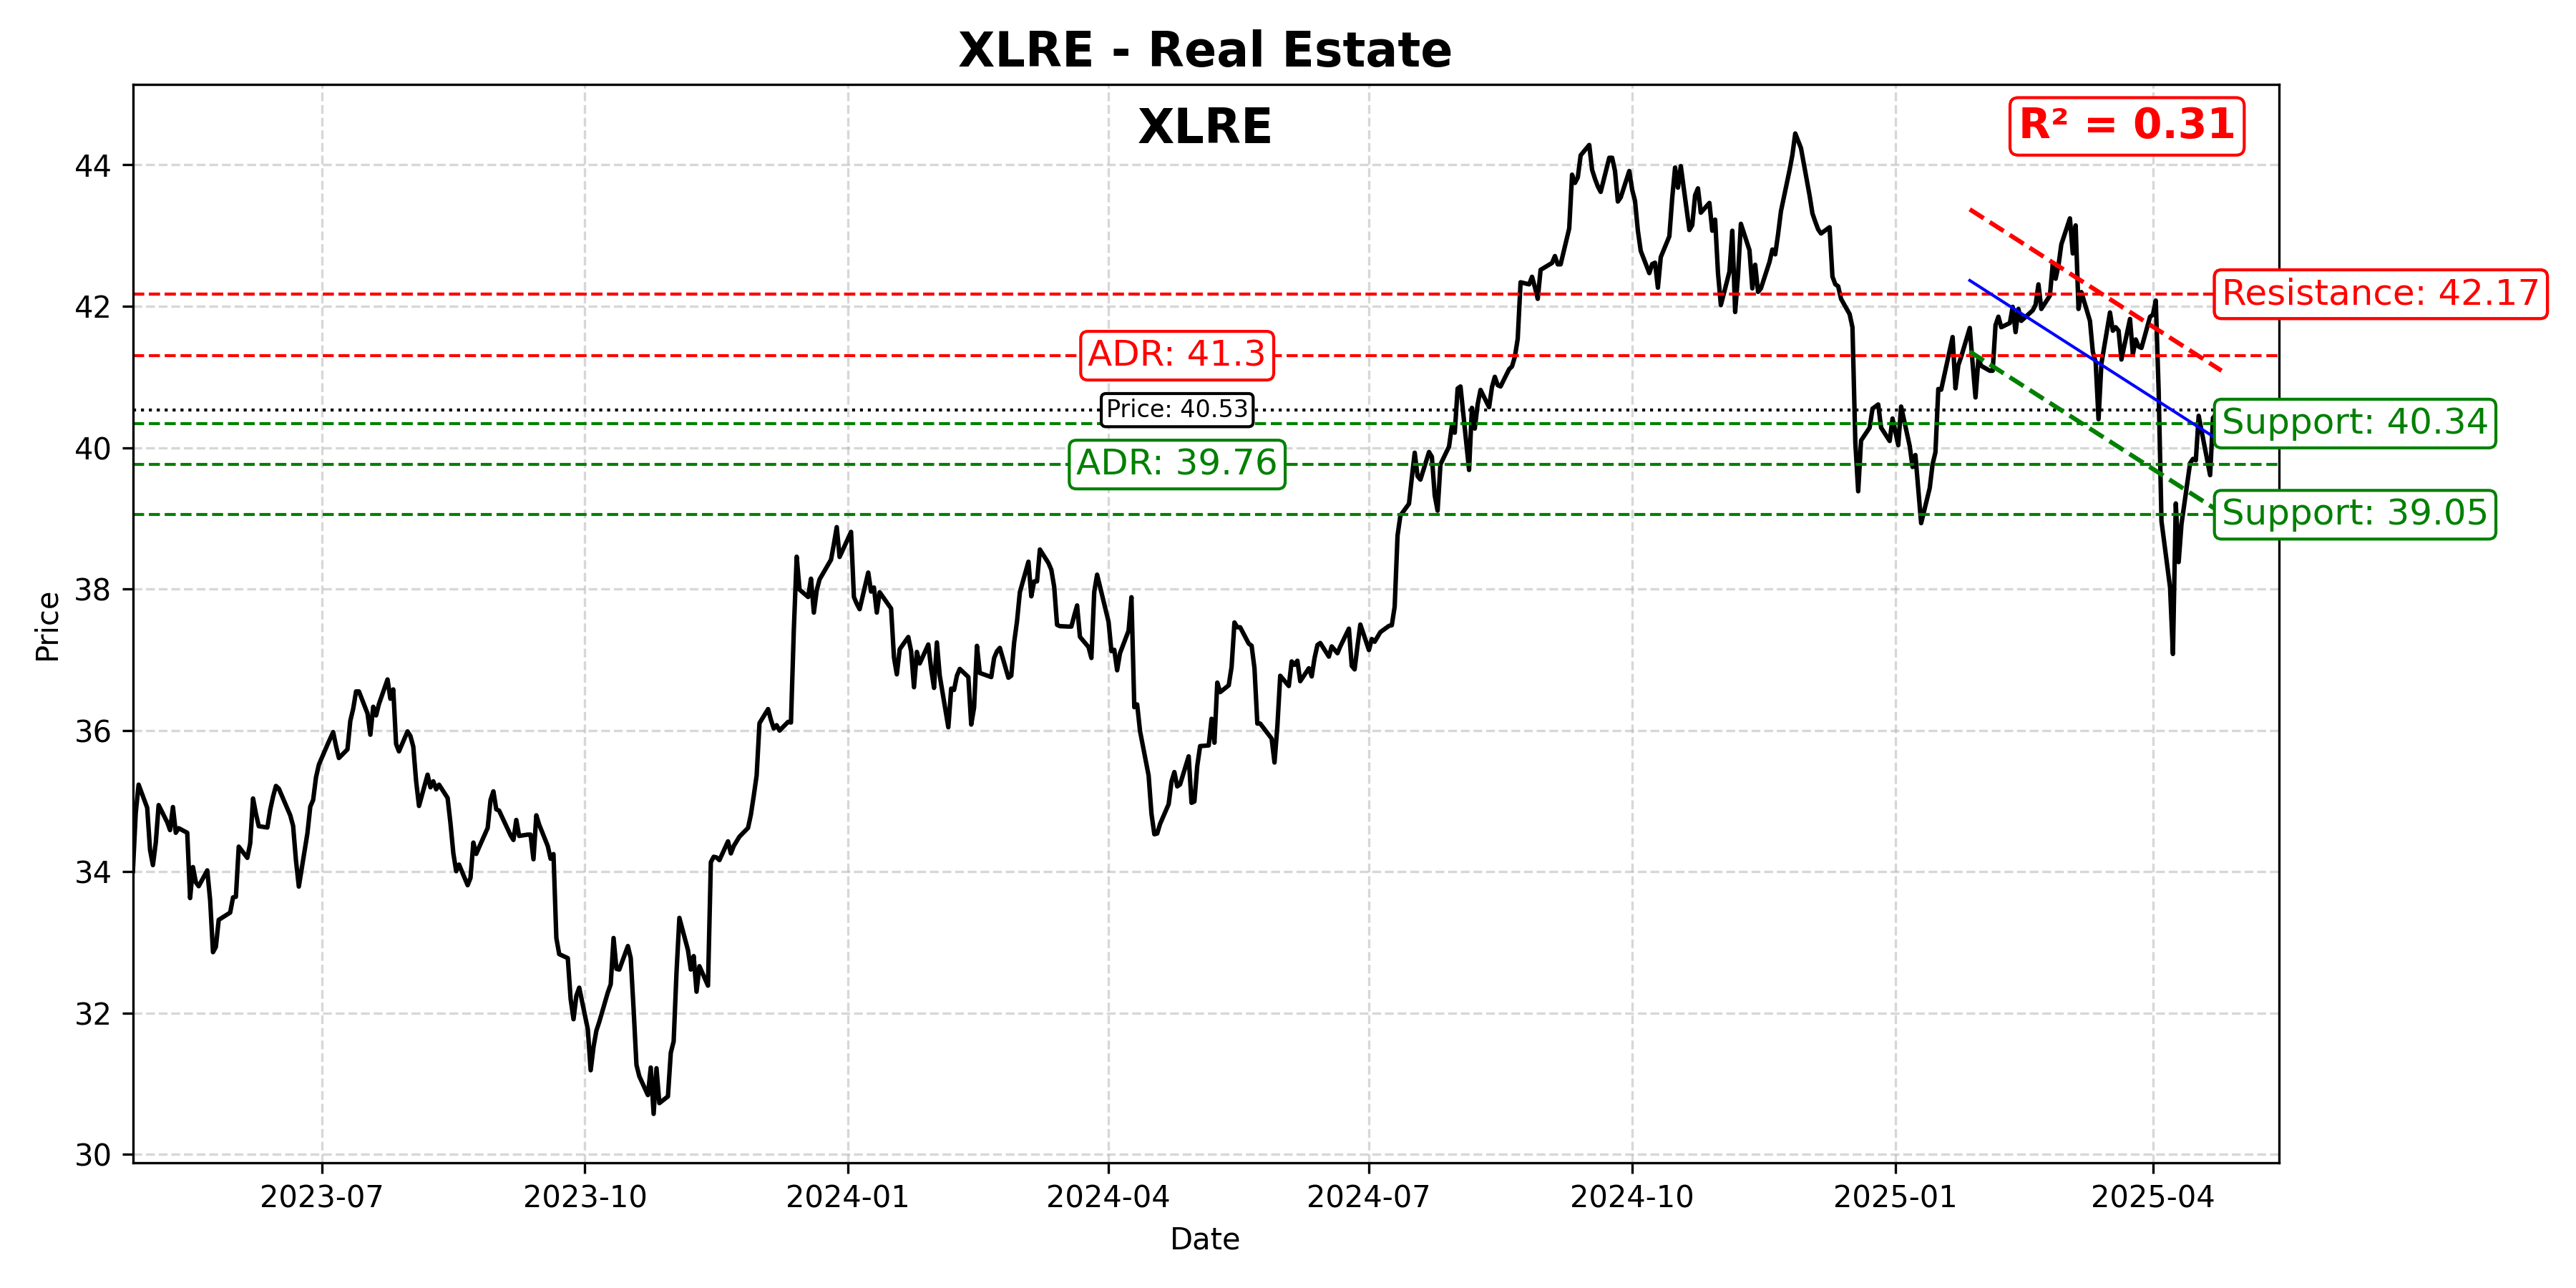 XLRE - Real Estate
XLRE
R² = 0.31
44
42
40
38
36
34
32
30
Price
Resistance: 42.17
ADR: 41.3
Price: 40.53
Support: 40.34
ADR: 39.76
Support: 39.05
2023-07
2023-10
2024-01
2024-04
2024-07
2024-10
2025-01
2025-04
Date